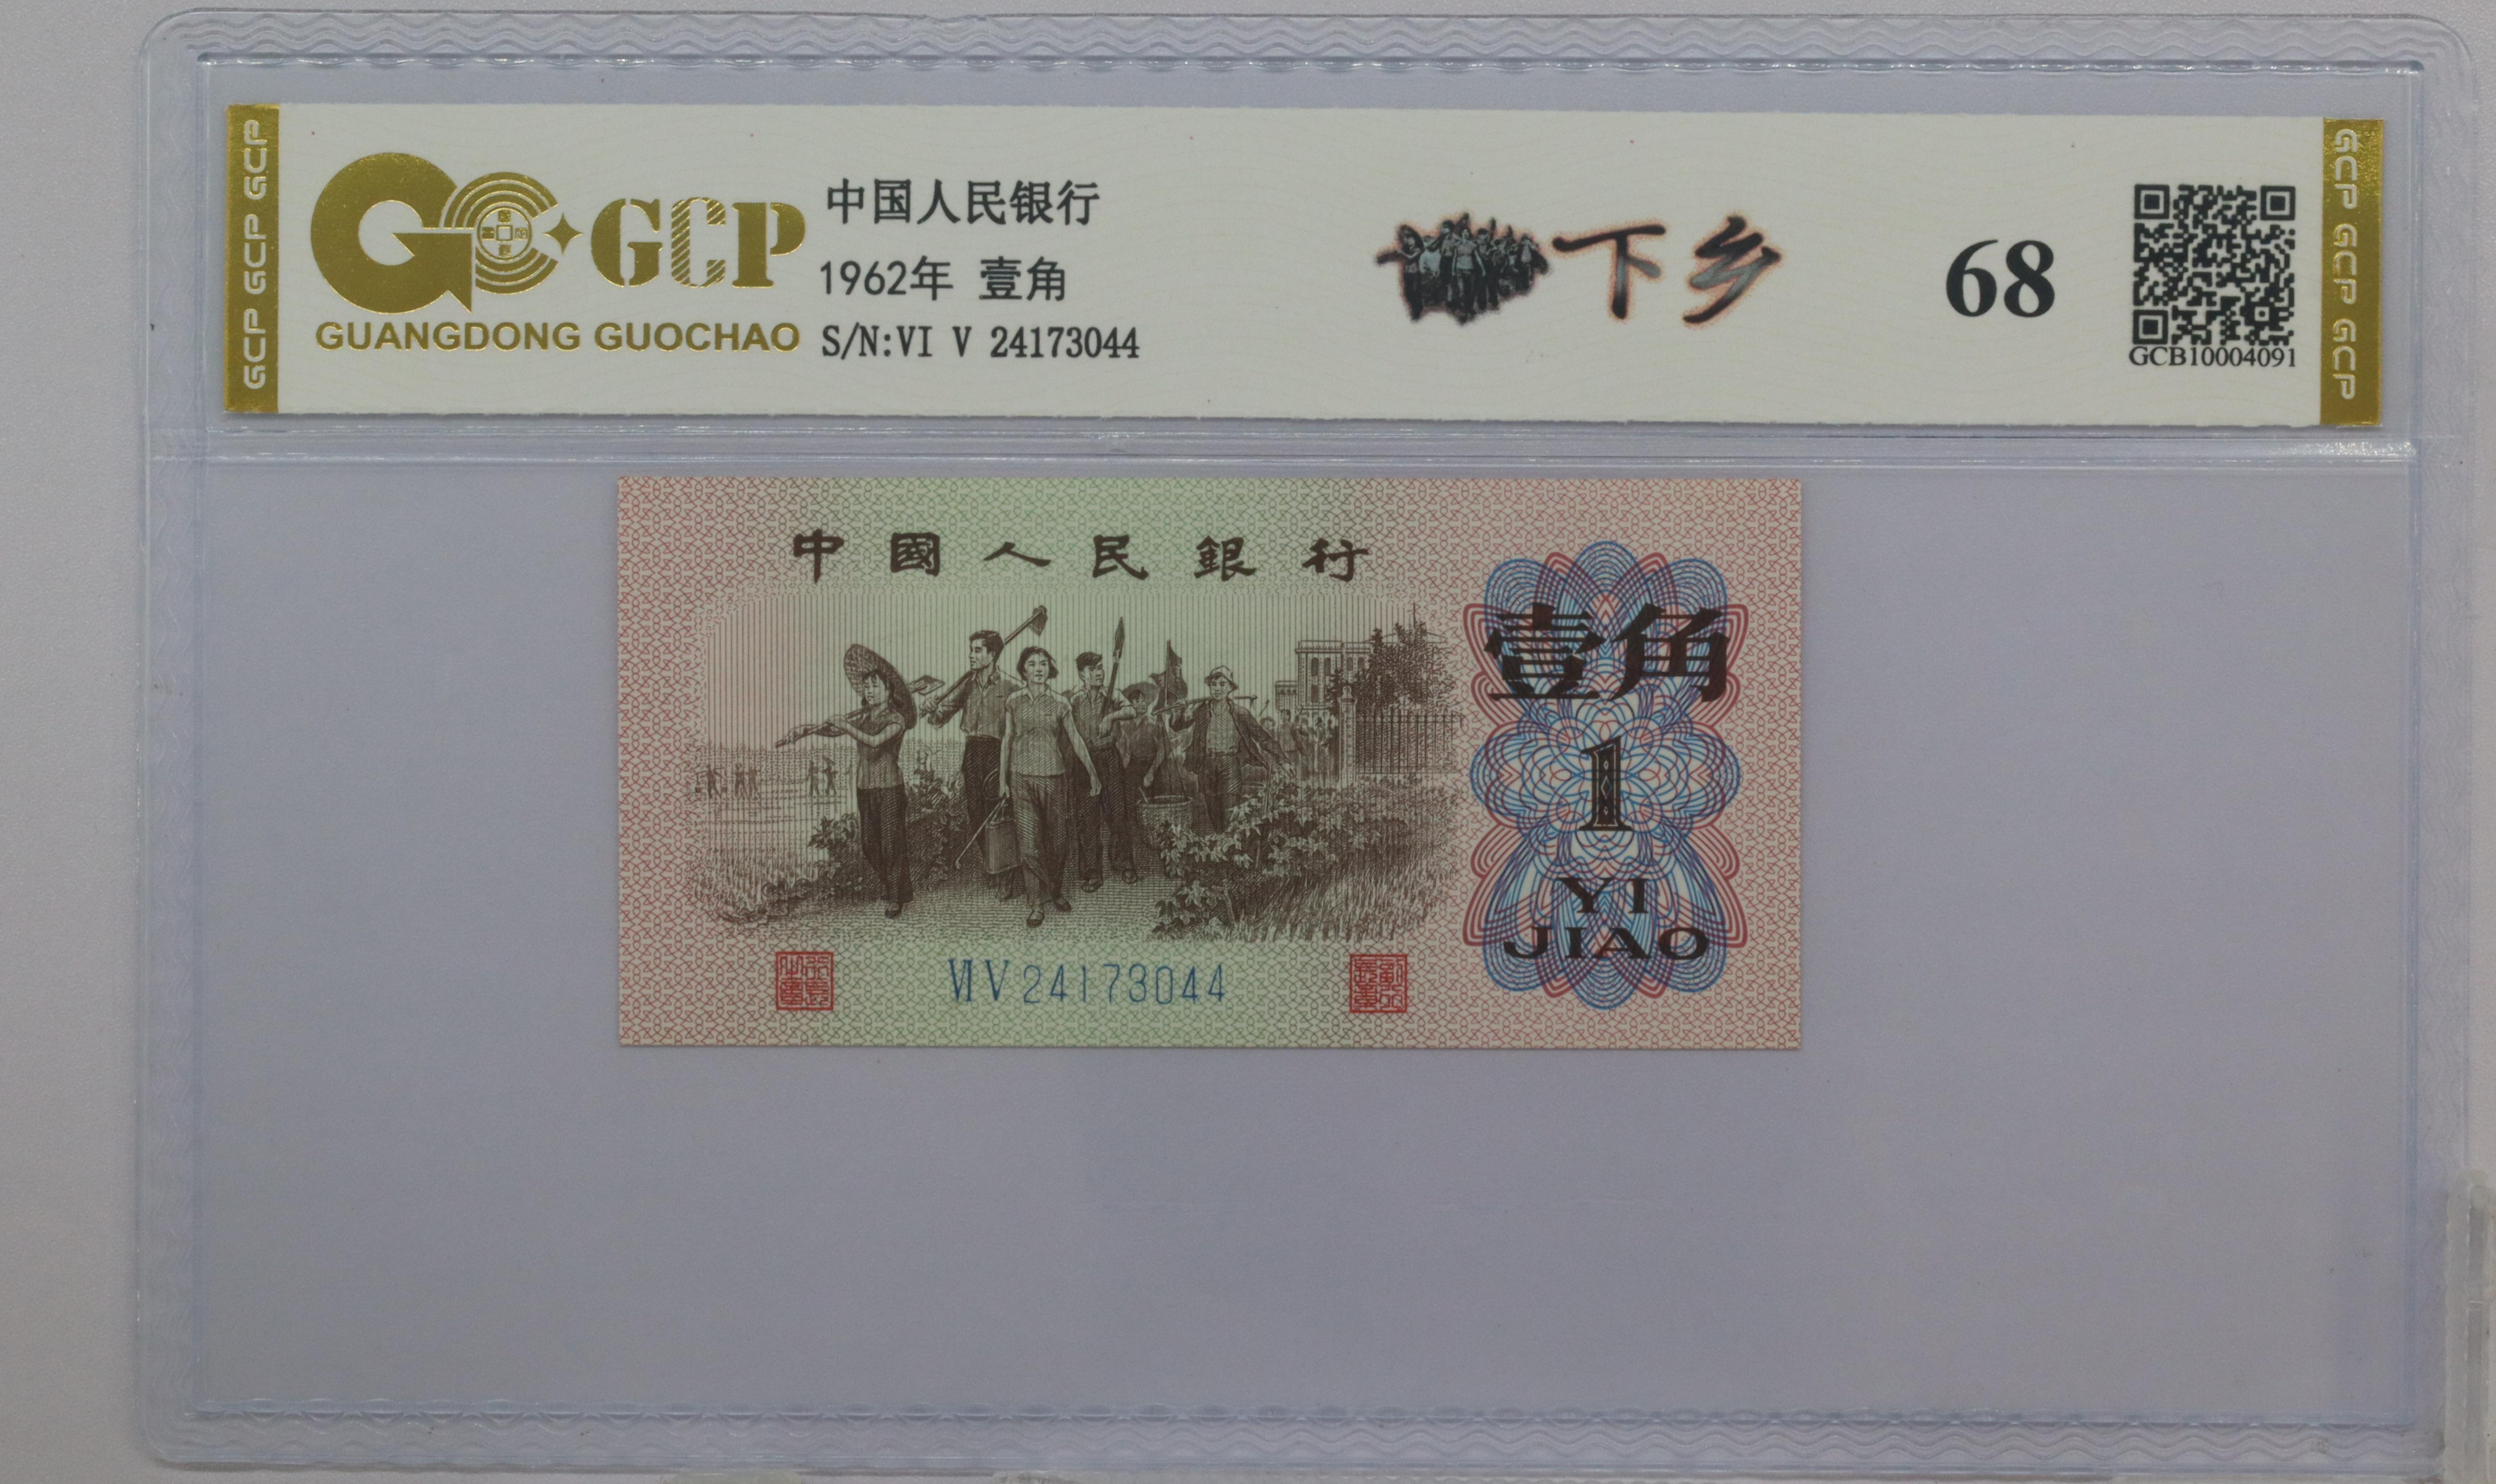 GCP GCP GCP
GCP
GUANGDONG GUOCHAO
中国人民银行
1962年 壹角
S/N:VI V 24173044
下乡
68
GCB10004091
GCP GCP GCP
中國人民銀行
壹角
1
YI
JIAO
VI V 24173044